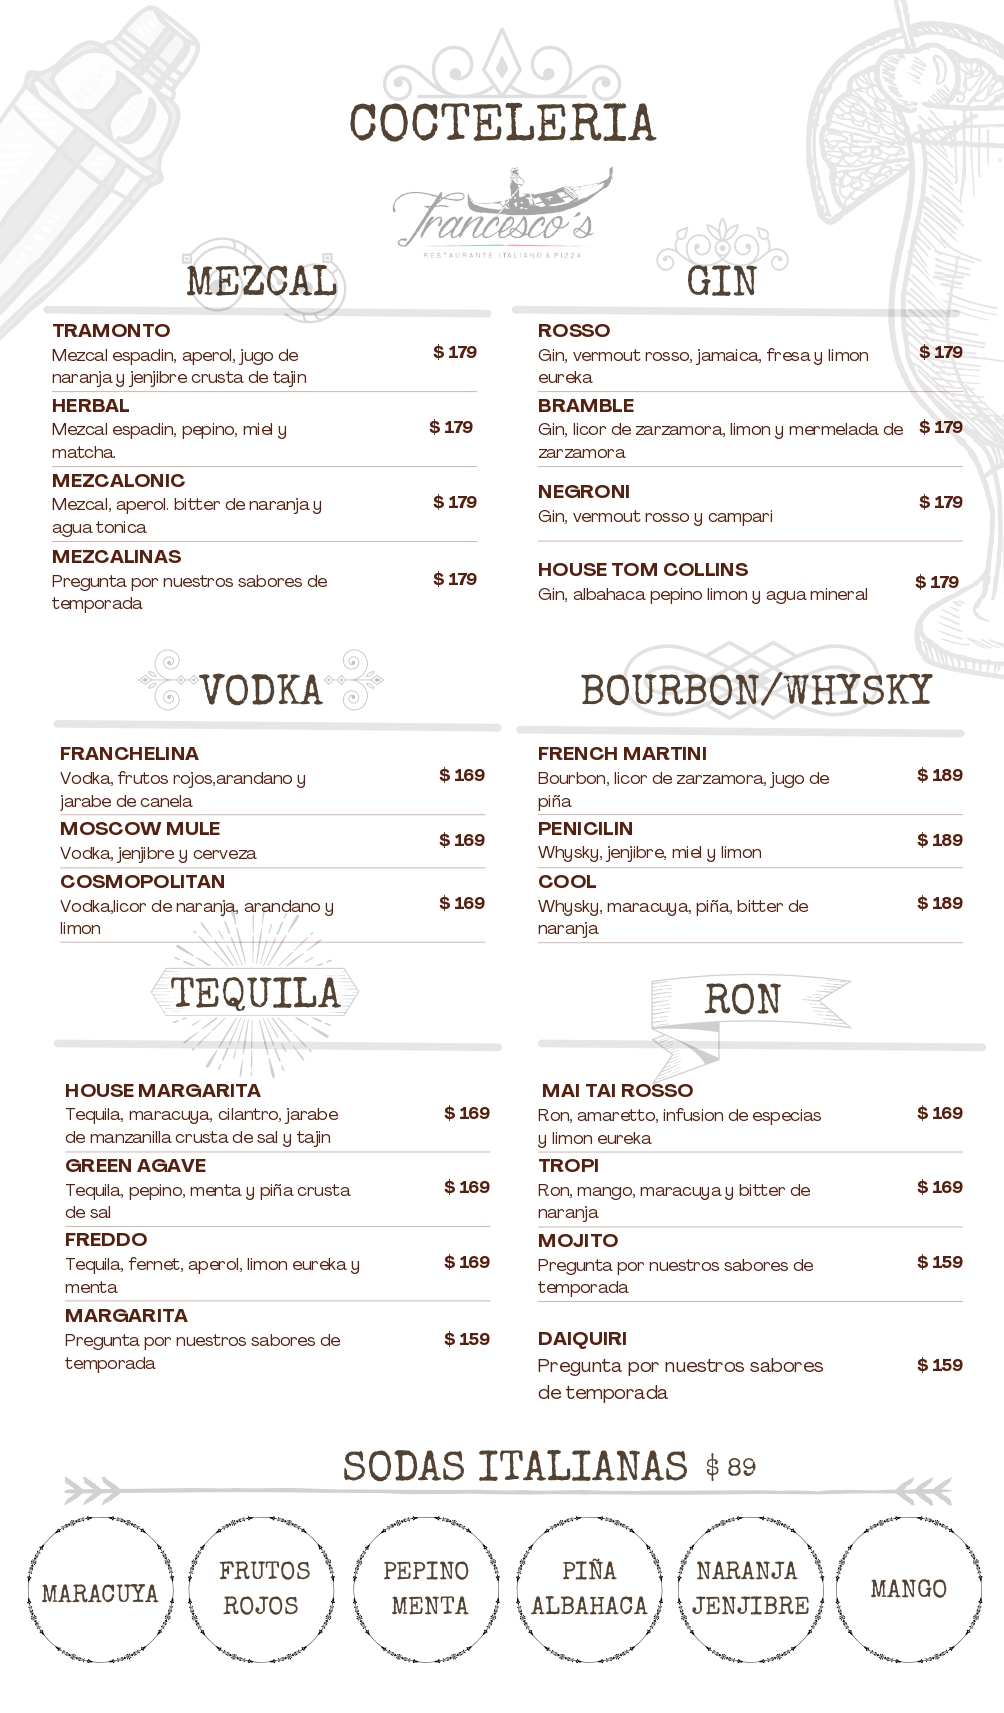 COCTELERIA
Francesco's
RESTAURANTE ITALIANO & PIZZA
MEZCAL
TRAMONTO
Mezcal espadin, aperol, jugo de
naranja y jenjibre crusta de tajin
$ 179
HERBAL
Mezcal espadin, pepino, miel y
matcha.
$ 179
MEZCALONIC
Mezcal, aperol. bitter de naranja y
agua tonica
$ 179
MEZCALINAS
Pregunta por nuestros sabores de
temporada
$ 179
GIN
ROSSO
Gin, vermout rosso, jamaica, fresa y limon
eureka
$ 179
BRAMBLE
Gin, licor de zarzamora, limon y mermelada de
zarzamora
$ 179
NEGRONI
Gin, vermout rosso y campari
$ 179
HOUSE TOM COLLINS
Gin, albahaca pepino limon y agua mineral
$ 179
VODKA
FRANCHELINA
Vodka, frutos rojos,arandano y
jarabe de canela
$ 169
MOSCOW MULE
Vodka, jenjibre y cerveza
$ 169
COSMOPOLITAN
Vodka,licor de naranja, arandano y
limon
$ 169
BOURBON/WHYSKY
FRENCH MARTINI
Bourbon, licor de zarzamora, jugo de
piña
$ 189
PENICILIN
Whysky, jenjibre, miel y limon
$ 189
COOL
Whysky, maracuya, piña, bitter de
naranja
$ 189
TEQUILA
HOUSE MARGARITA
Tequila, maracuya, cilantro, jarabe
de manzanilla crusta de sal y tajin
$ 169
GREEN AGAVE
Tequila, pepino, menta y piña crusta
de sal
$ 169
FREDDO
Tequila, fernet, aperol, limon eureka y
menta
$ 169
MARGARITA
Pregunta por nuestros sabores de
temporada
$ 159
RON
MAI TAI ROSSO
Ron, amaretto, infusion de especias
y limon eureka
$ 169
TROPI
Ron, mango, maracuya y bitter de
naranja
$ 169
MOJITO
Pregunta por nuestros sabores de
temporada
$ 159
DAIQUIRI
Pregunta por nuestros sabores
de temporada
$ 159
SODAS ITALIANAS $ 89
MARACUYA
FRUTOS
ROJOS
PEPINO
MENTA
PIÑA
ALBAHACA
NARANJA
JENJIBRE
MANGO